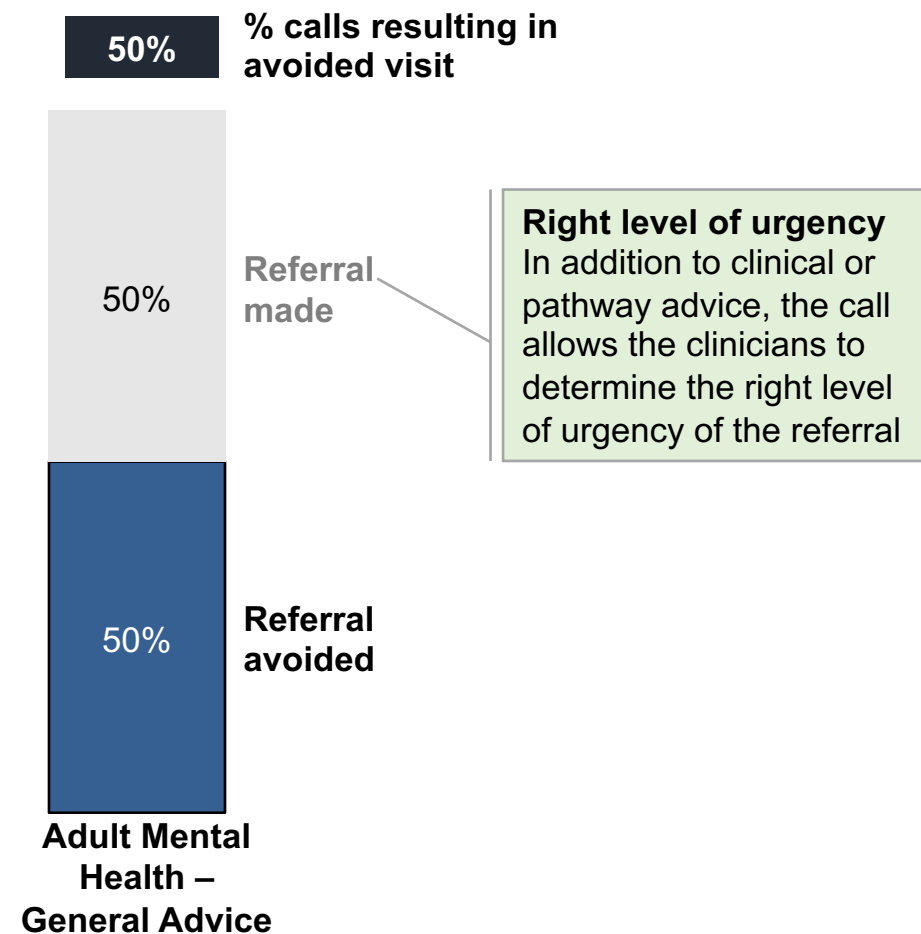 50%
% calls resulting in
avoided visit
50%
Referral
made
Right level of urgency
In addition to clinical or
pathway advice, the call
allows the clinicians to
determine the right level
of urgency of the referral
50%
Referral
avoided
Adult Mental
Health –
General Advice